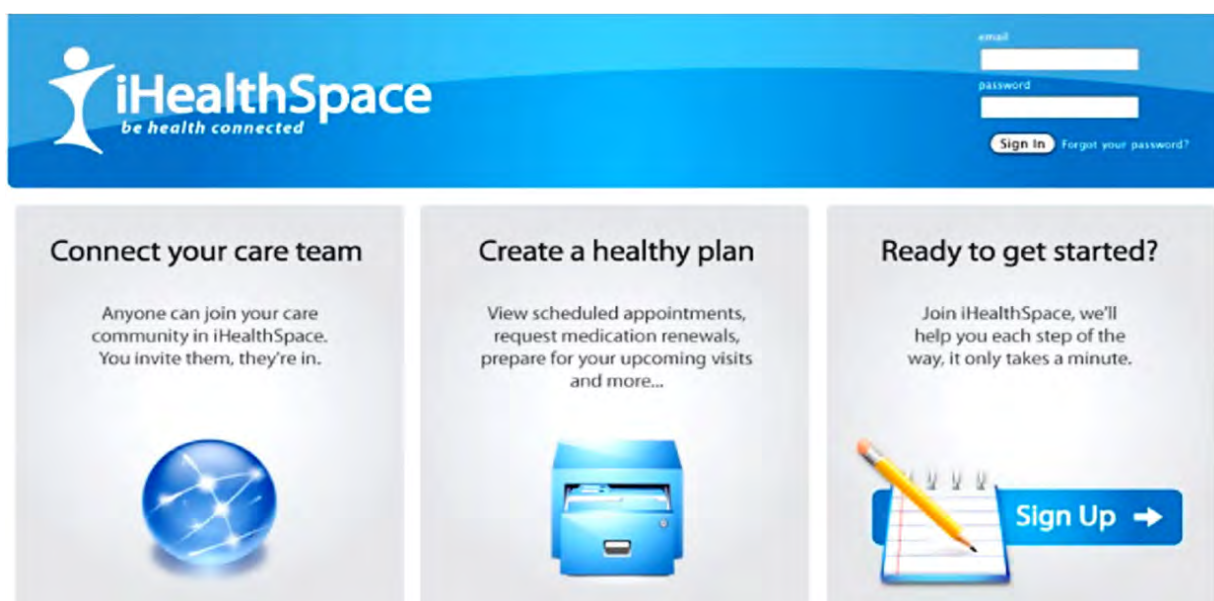 iHealthSpace
be health connected
email
password
Sign In
Forgot your password?
Connect your care team
Anyone can join your care
community in iHealthSpace.
You invite them, they're in.
Create a healthy plan
View scheduled appointments,
request medication renewals,
prepare for your upcoming visits
and more...
Ready to get started?
Join iHealthSpace, we'll
help you each step of the
way, it only takes a minute.
Sign Up